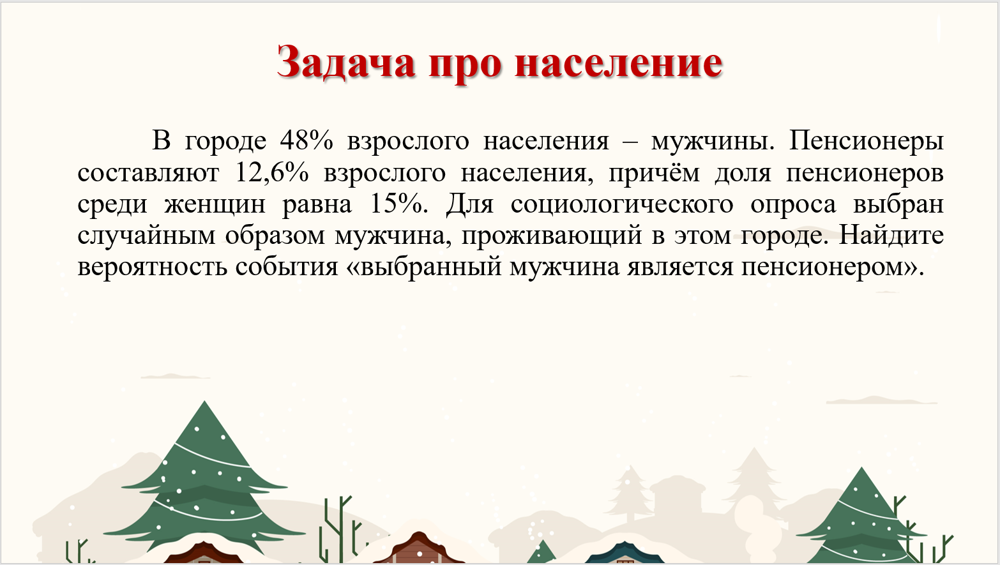 Задача про население
В городе 48% взрослого населения – мужчины. Пенсионеры
составляют 12,6% взрослого населения, причём доля пенсионеров
среди женщин равна 15%. Для социологического опроса выбран
случайным образом мужчина, проживающий в этом городе. Найдите
вероятность события «выбранный мужчина является пенсионером».